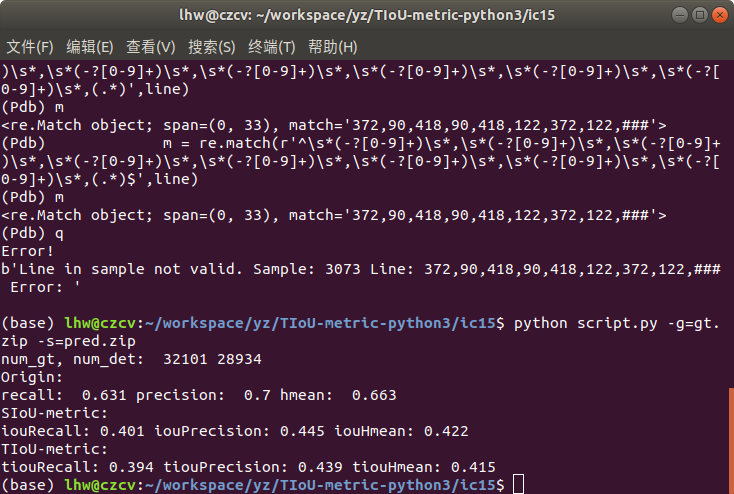 lhw@czcv: ~/workspace/yz/TIoU-metric-python3/ic15
文件(F) 编辑(E) 查看(V) 搜索(S) 终端(T) 帮助(H)
)\s*,\s*(-?[0-9]+)\s*,\s*(-?[0-9]+)\s*,\s*(-?[0-9]+)\s*,\s*(-?[0-9]+)\s*,\s*(-?[
0-9]+)\s*,(.*)',line)
(Pdb) m
<re.Match object; span=(0, 33), match='372,90,418,90,418,122,372,122,###'>
(Pdb)             m = re.match(r'^\s*(-?[0-9]+)\s*,\s*(-?[0-9]+)\s*,\s*(-?[0-9]+
)\s*,\s*(-?[0-9]+)\s*,\s*(-?[0-9]+)\s*,\s*(-?[0-9]+)\s*,\s*(-?[0-9]+)\s*,\s*(-?[
0-9]+)\s*,(.*)$',line)
(Pdb) m
<re.Match object; span=(0, 33), match='372,90,418,90,418,122,372,122,###'>
(Pdb) q
Error!
b'Line in sample not valid. Sample: 3073 Line: 372,90,418,90,418,122,372,122,###
 Error: '
(base) lhw@czcv:~/workspace/yz/TIoU-metric-python3/ic15$ python script.py -g=gt.
zip -s=pred.zip
num_gt, num_det:  32101 28934
Origin:
recall:  0.631 precision:  0.7 hmean:  0.663
SIoU-metric:
iouRecall: 0.401 iouPrecision: 0.445 iouHmean: 0.422
TIoU-metric:
tiouRecall: 0.394 tiouPrecision: 0.439 tiouHmean: 0.415
(base) lhw@czcv:~/workspace/yz/TIoU-metric-python3/ic15$